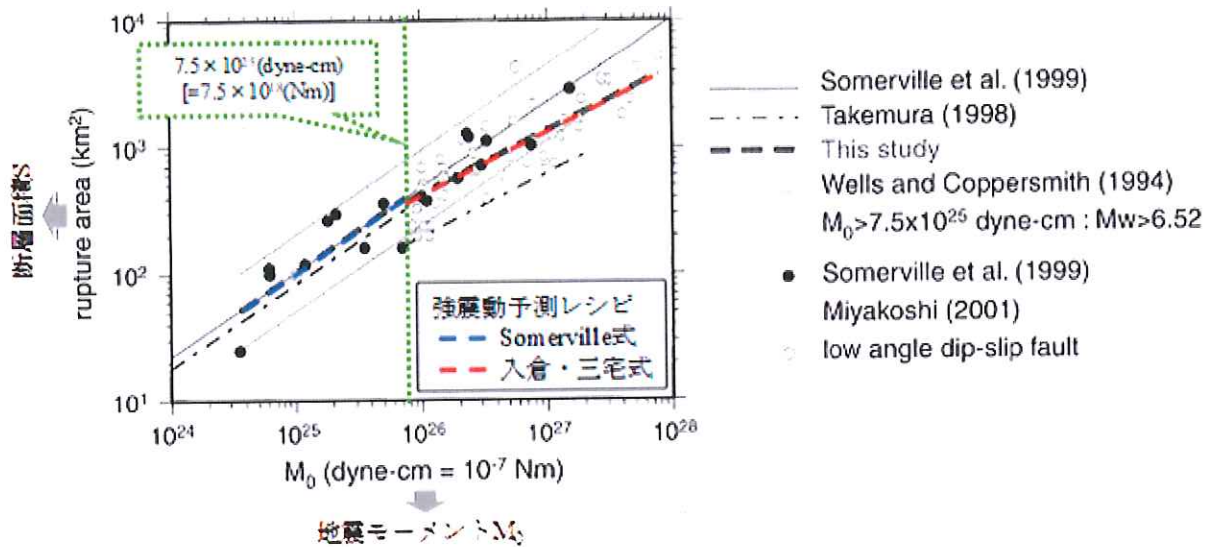 10⁴
10³
10²
10¹
rupture area (km²)
断層面積S
7.5×10²⁵(dyne-cm)
[=7.5×10¹⁸(Nm)]
強震動予測レシピ
Somerville式
入倉・三宅式
10²⁴ 10²⁵ 10²⁶ 10²⁷ 10²⁸
M₀ (dyne-cm = 10⁻⁷ Nm)
地震モーメントM₀
Somerville et al. (1999)
Takemura (1998)
This study
Wells and Coppersmith (1994)
M₀>7.5x10²⁵ dyne-cm : Mw>6.52
Somerville et al. (1999)
Miyakoshi (2001)
low angle dip-slip fault